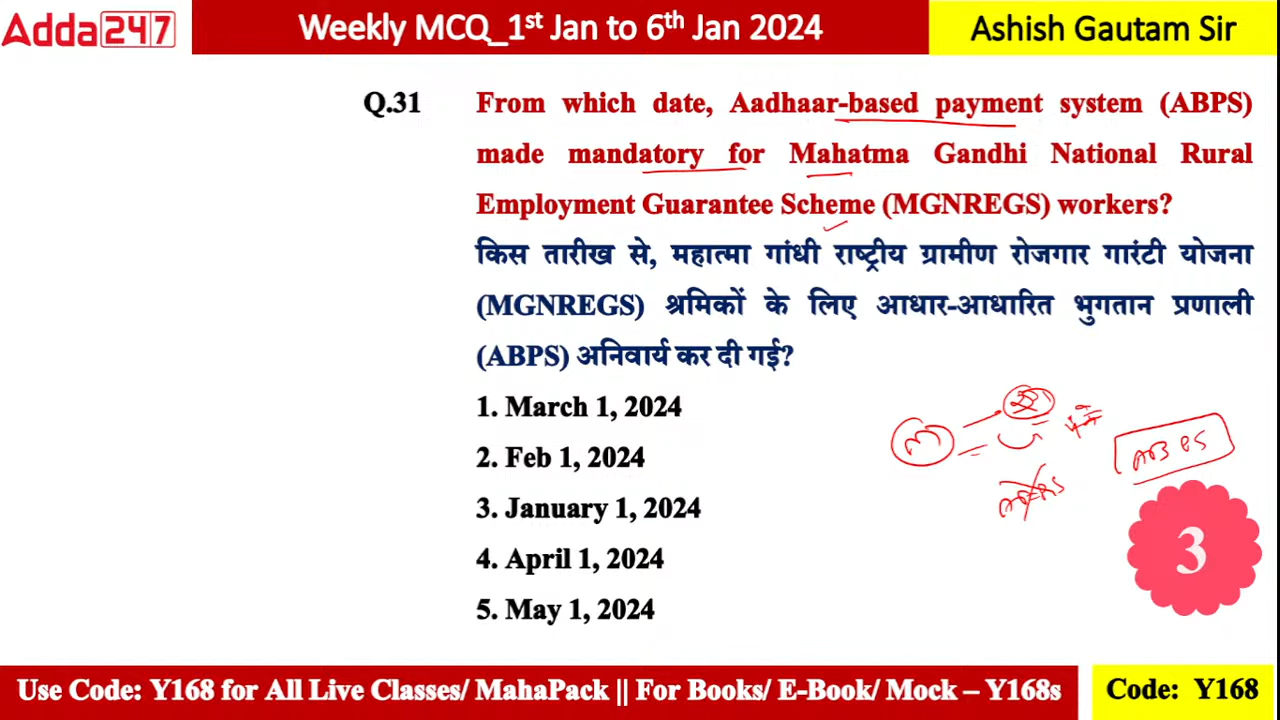 Adda247
Weekly MCQ_1st Jan to 6th Jan 2024
Ashish Gautam Sir
Q.31
From which date, Aadhaar-based payment system (ABPS)
made mandatory for Mahatma Gandhi National Rural
Employment Guarantee Scheme (MGNREGS) workers?
किस तारीख से, महात्मा गांधी राष्ट्रीय ग्रामीण रोजगार गारंटी योजना
(MGNREGS) श्रमिकों के लिए आधार-आधारित भुगतान प्रणाली
(ABPS) अनिवार्य कर दी गई?
1. March 1, 2024
2. Feb 1, 2024
3. January 1, 2024
4. April 1, 2024
5. May 1, 2024
3
Use Code: Y168 for All Live Classes/ MahaPack || For Books/ E-Book/ Mock – Y168s
Code: Y168